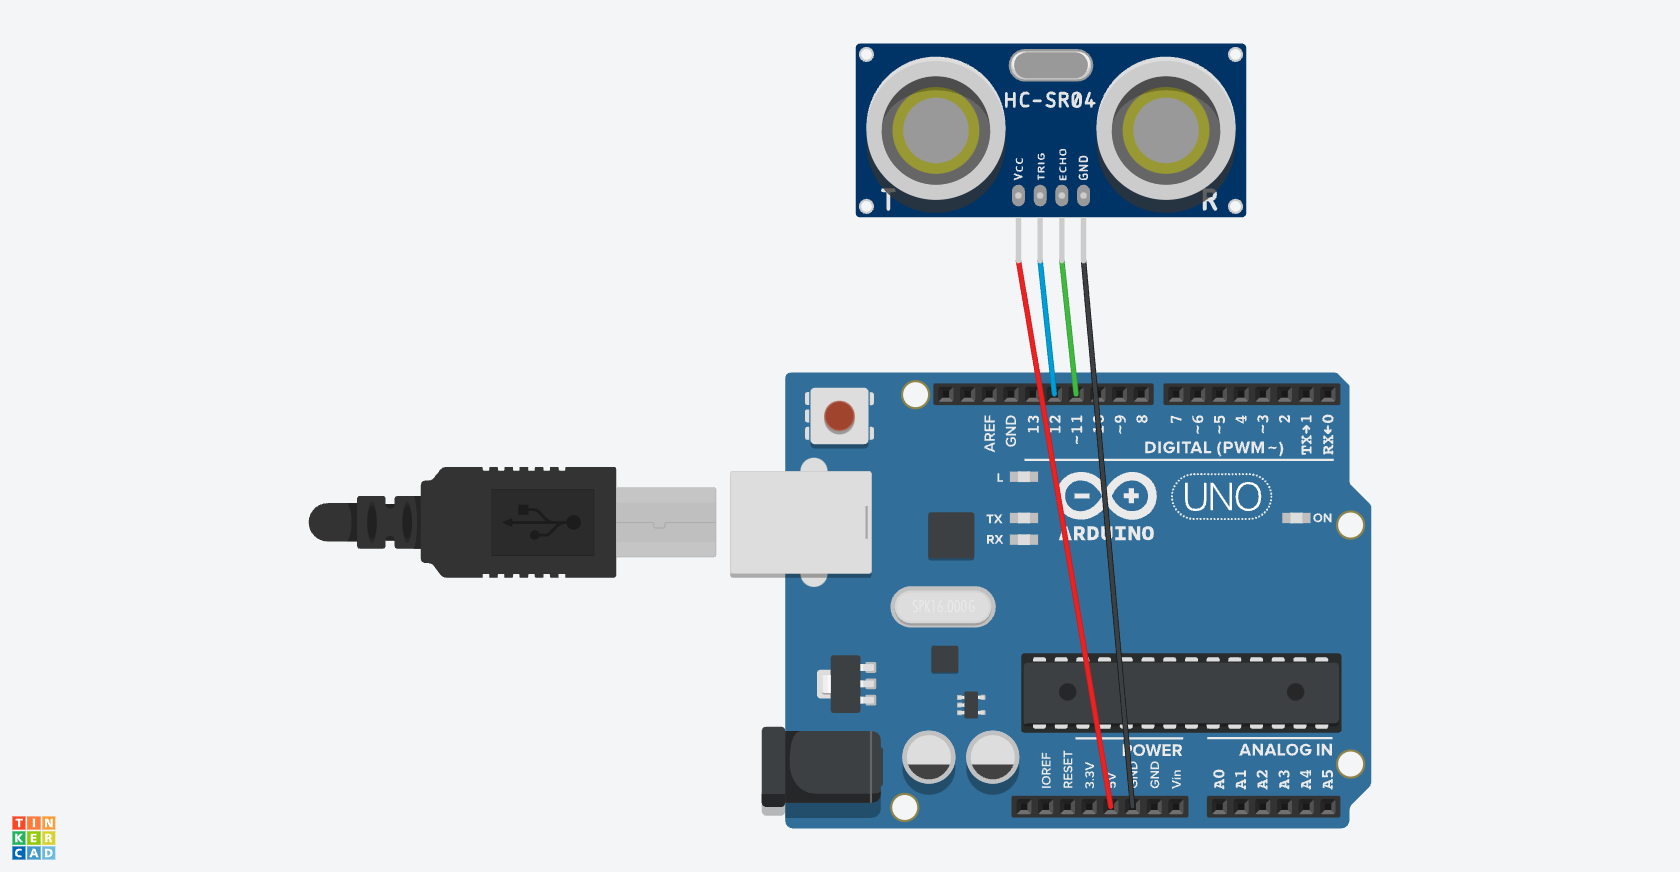 HC-SR04
VCC
TRIG
ECHO
GND
T
R
AREF
GND
13
12
~11
10
~9
8
7
~6
~5
4
~3
2
TX→1
RX←0
DIGITAL (PWM~)
L
TX
RX
ARDUINO
UNO
ON
SPK16.000G
POWER
ANALOG IN
IOREF
RESET
3.3V
5V
GND
GND
Vin
A0
A1
A2
A3
A4
A5
TIN
KER
CAD